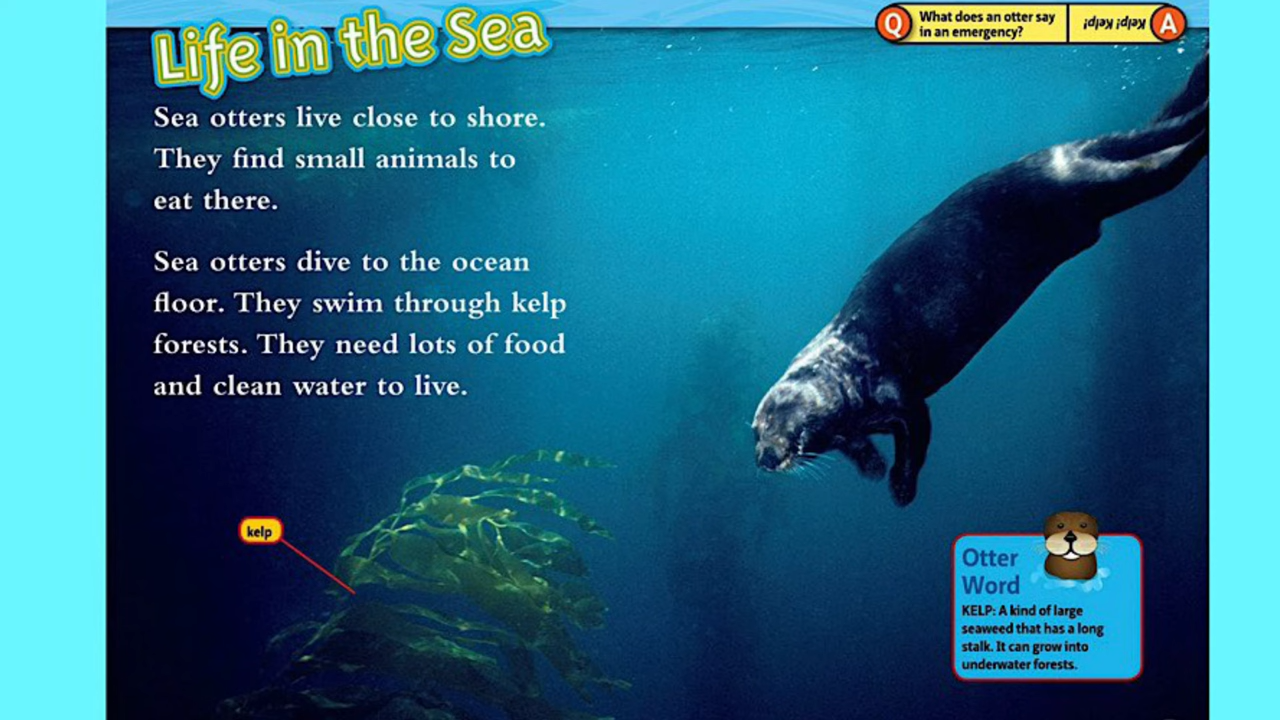 Life in the Sea
Q
What does an otter say
in an emergency?
Kelp! Kelp!
A
Sea otters live close to shore.
They find small animals to
eat there.
Sea otters dive to the ocean
floor. They swim through kelp
forests. They need lots of food
and clean water to live.
kelp
Otter
Word
KELP: A kind of large
seaweed that has a long
stalk. It can grow into
underwater forests.